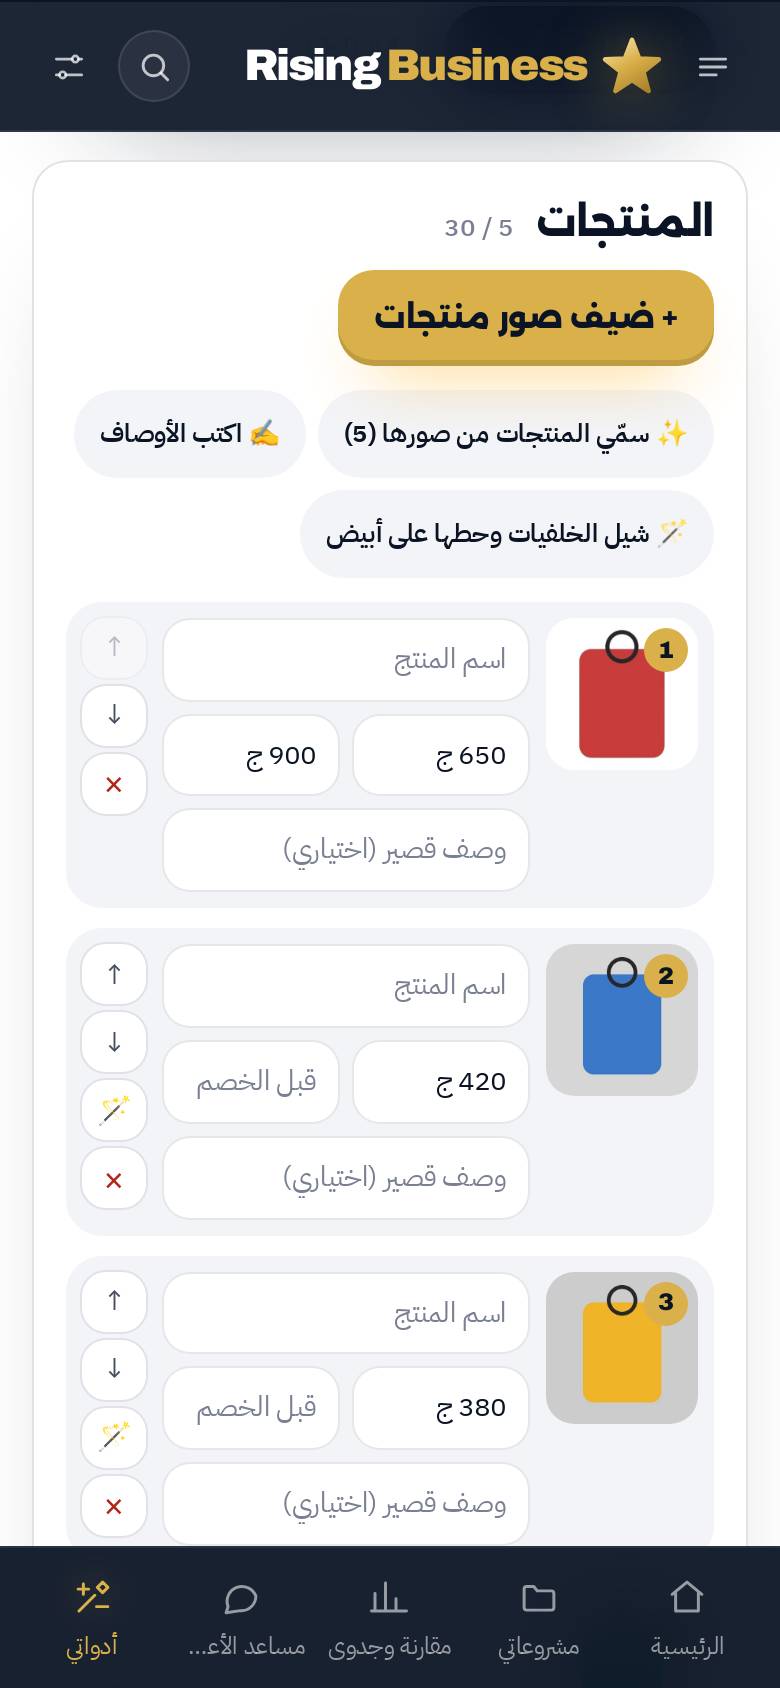 Rising Business
المنتجات 5 / 30
+ ضيف صور منتجات
✨ سمّي المنتجات من صورها (5)
✍️ اكتب الأوصاف
🪄 شيل الخلفيات وحطها على أبيض
1
اسم المنتج
650 ج
900 ج
وصف قصير (اختياري)
2
اسم المنتج
420 ج
قبل الخصم
وصف قصير (اختياري)
3
اسم المنتج
380 ج
قبل الخصم
وصف قصير (اختياري)
الرئيسية
مشروعاتي
مقارنة وجدوى
مساعد الأعـ...
أدواتي